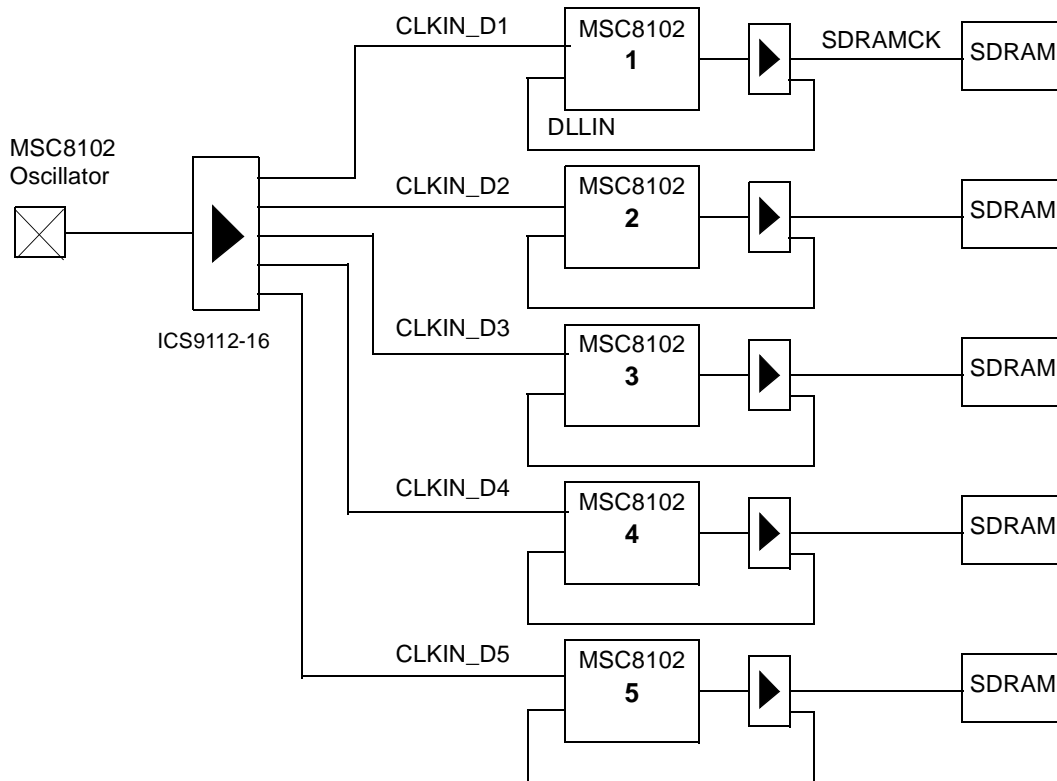 CLKIN_D1
MSC8102
1
SDRAMCK
SDRAM
DLLIN
MSC8102
Oscillator
ICS9112-16
CLKIN_D2
MSC8102
2
SDRAM
CLKIN_D3
MSC8102
3
SDRAM
CLKIN_D4
MSC8102
4
SDRAM
CLKIN_D5
MSC8102
5
SDRAM